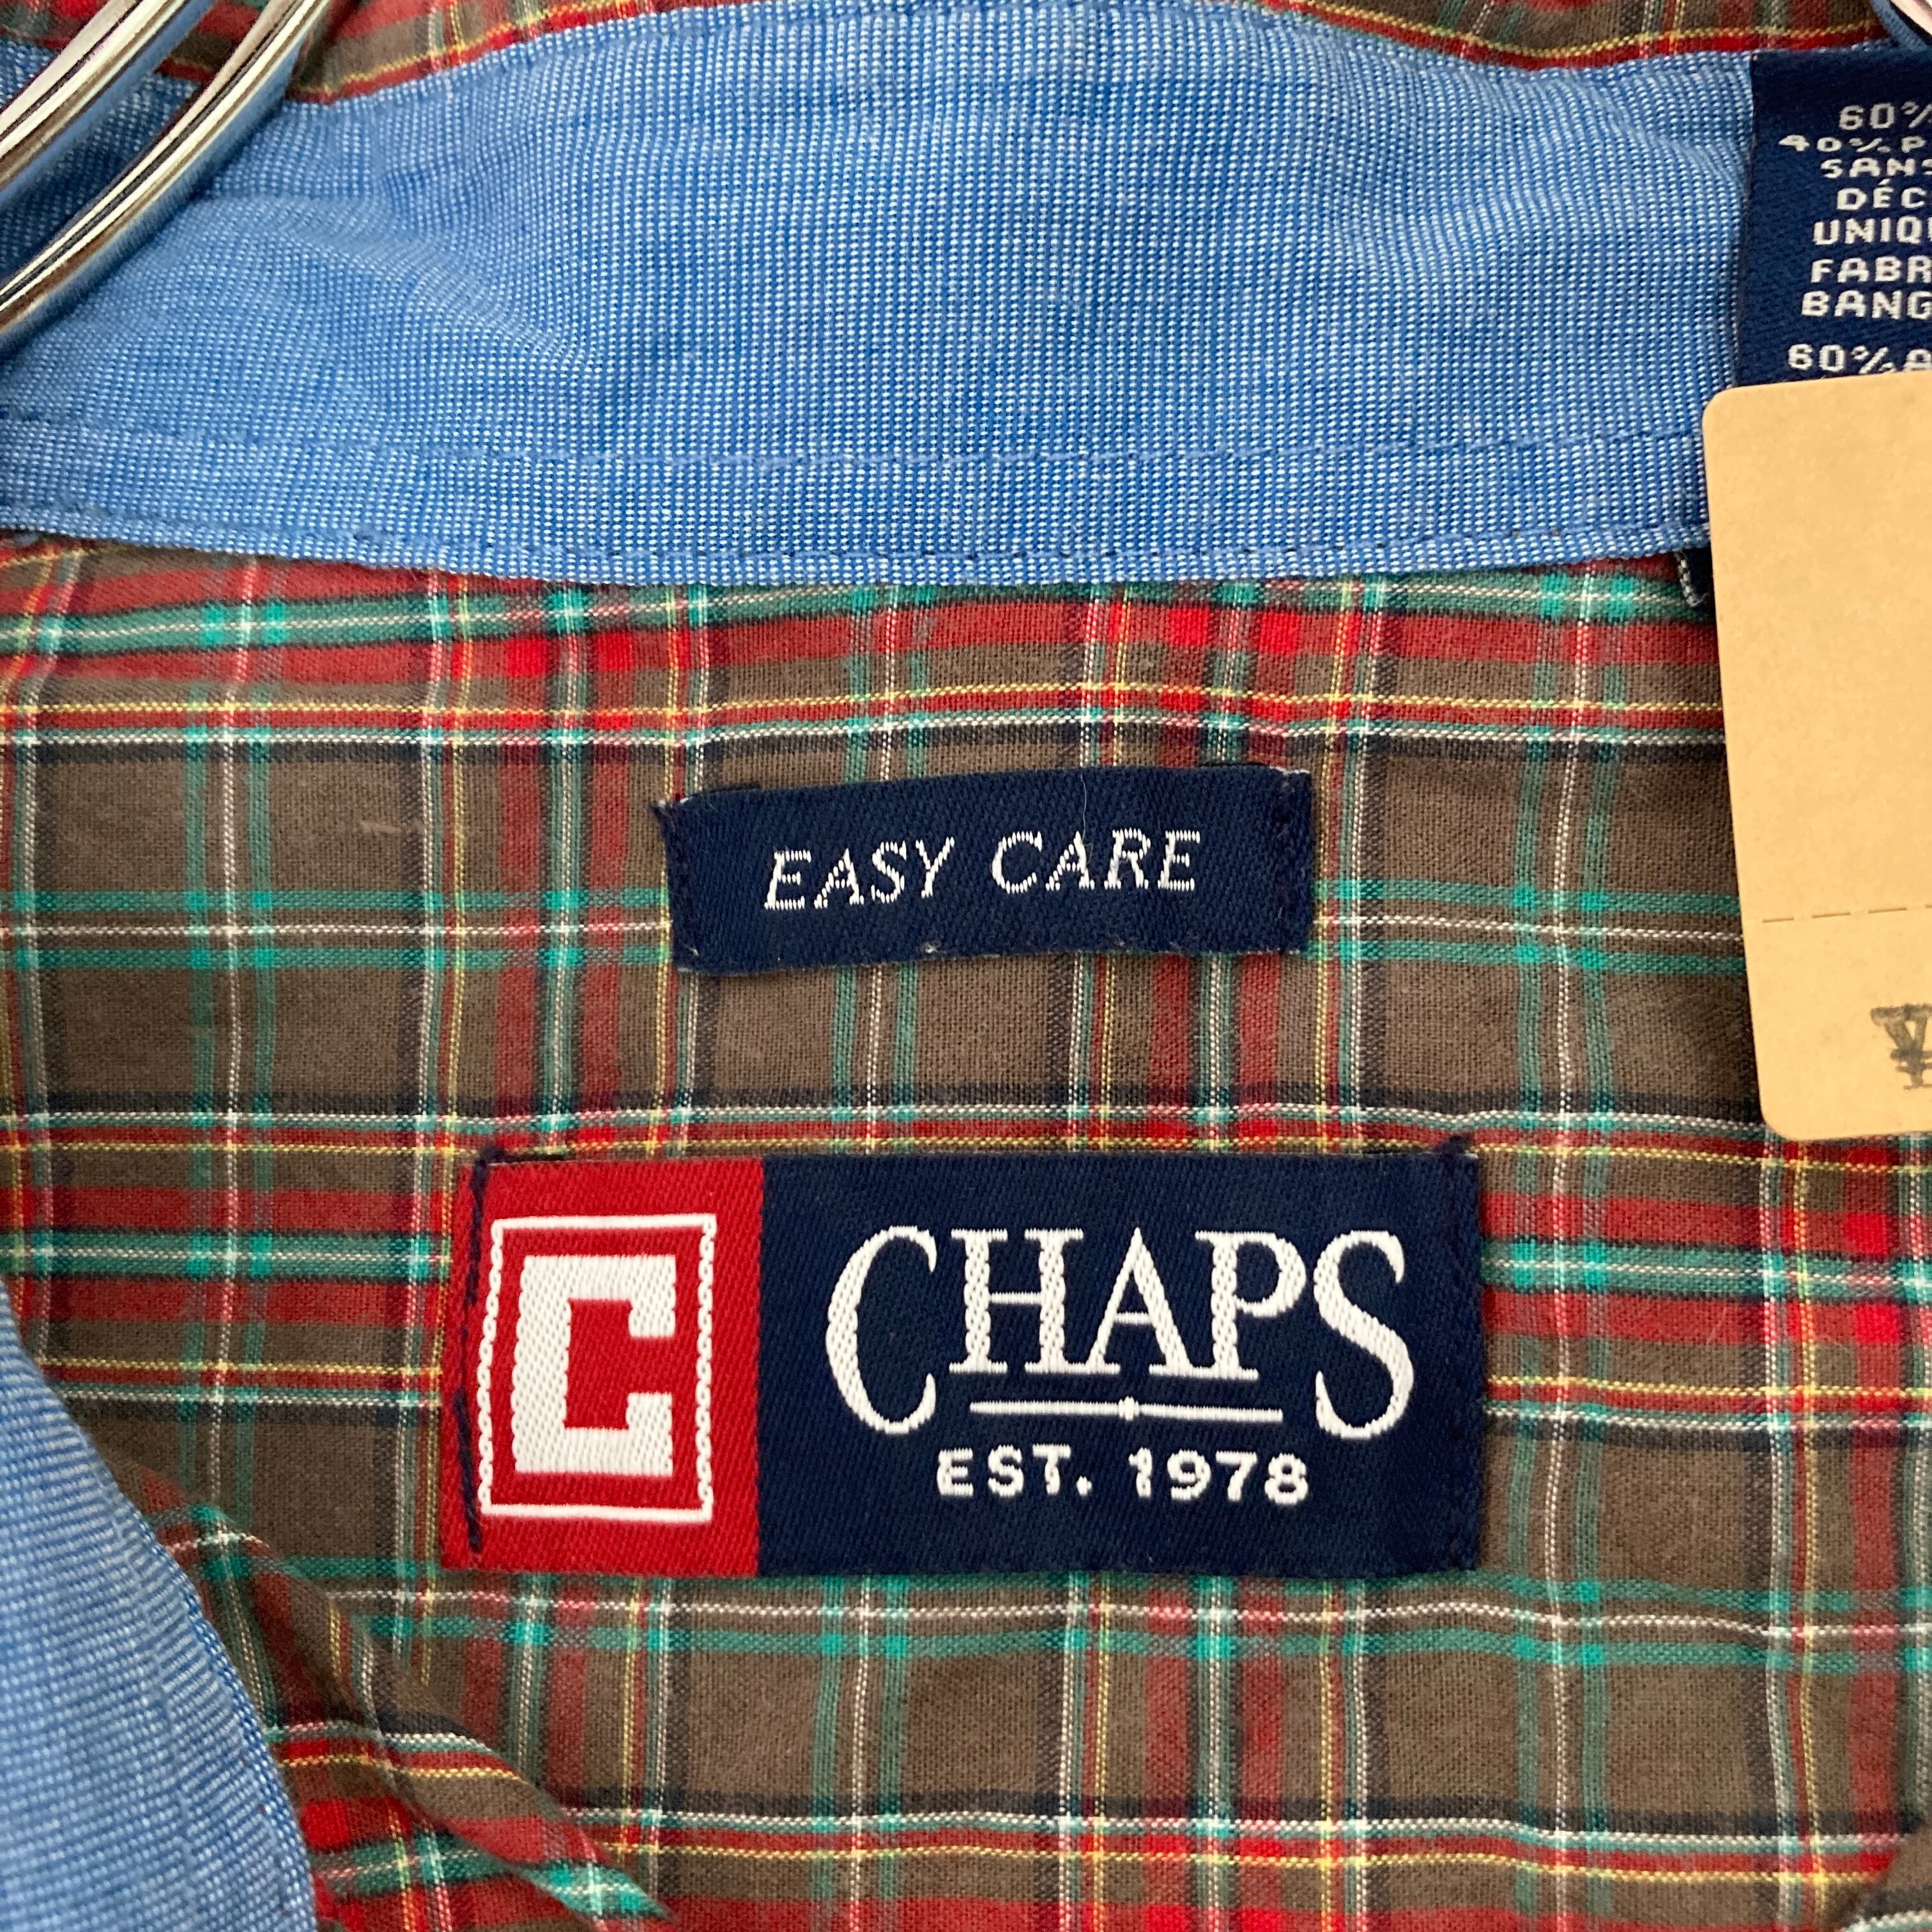 60%
40% P
SANS
DÉC
UNIQU
FABR
BANG
60% A
EASY CARE
C CHAPS
EST. 1978
¥